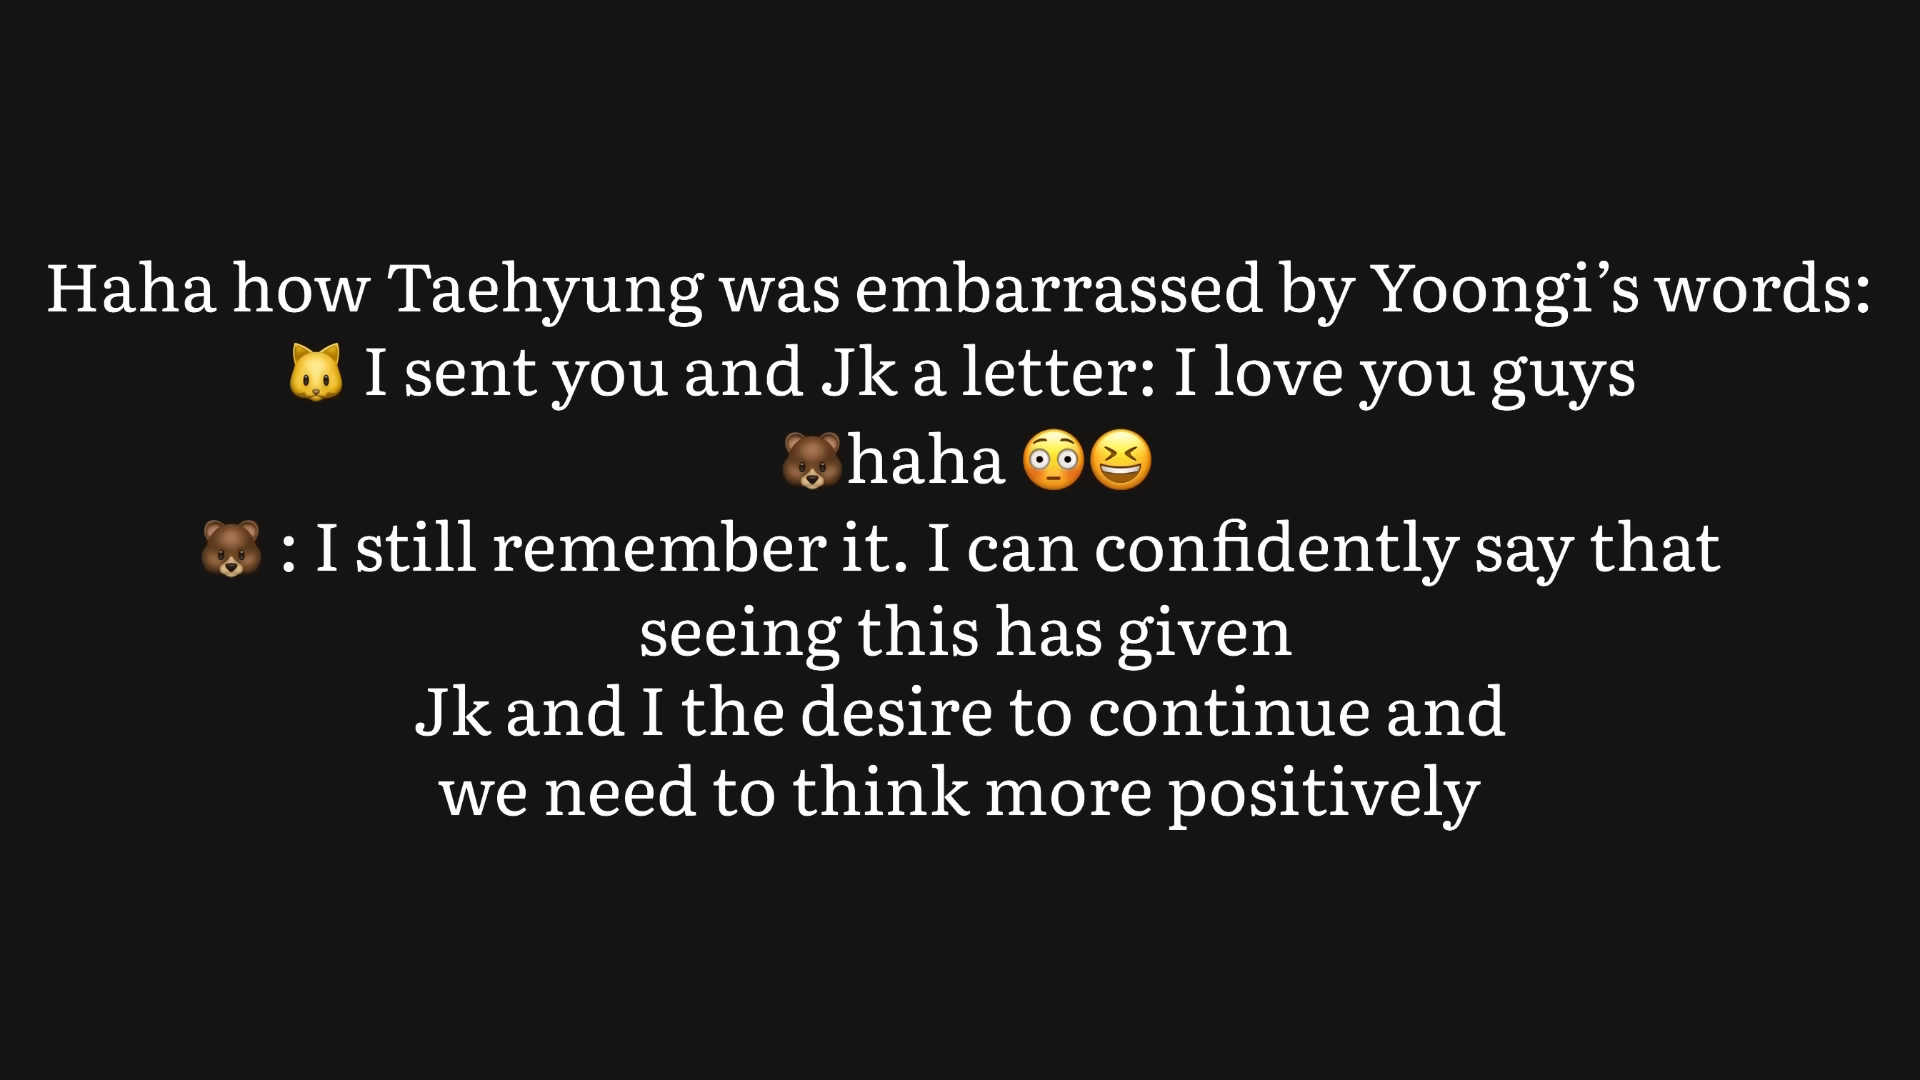 Haha how Taehyung was embarrassed by Yoongi’s words:
🐱 I sent you and Jk a letter: I love you guys
🐻haha 😳😆
🐻 : I still remember it. I can confidently say that
seeing this has given
Jk and I the desire to continue and
we need to think more positively